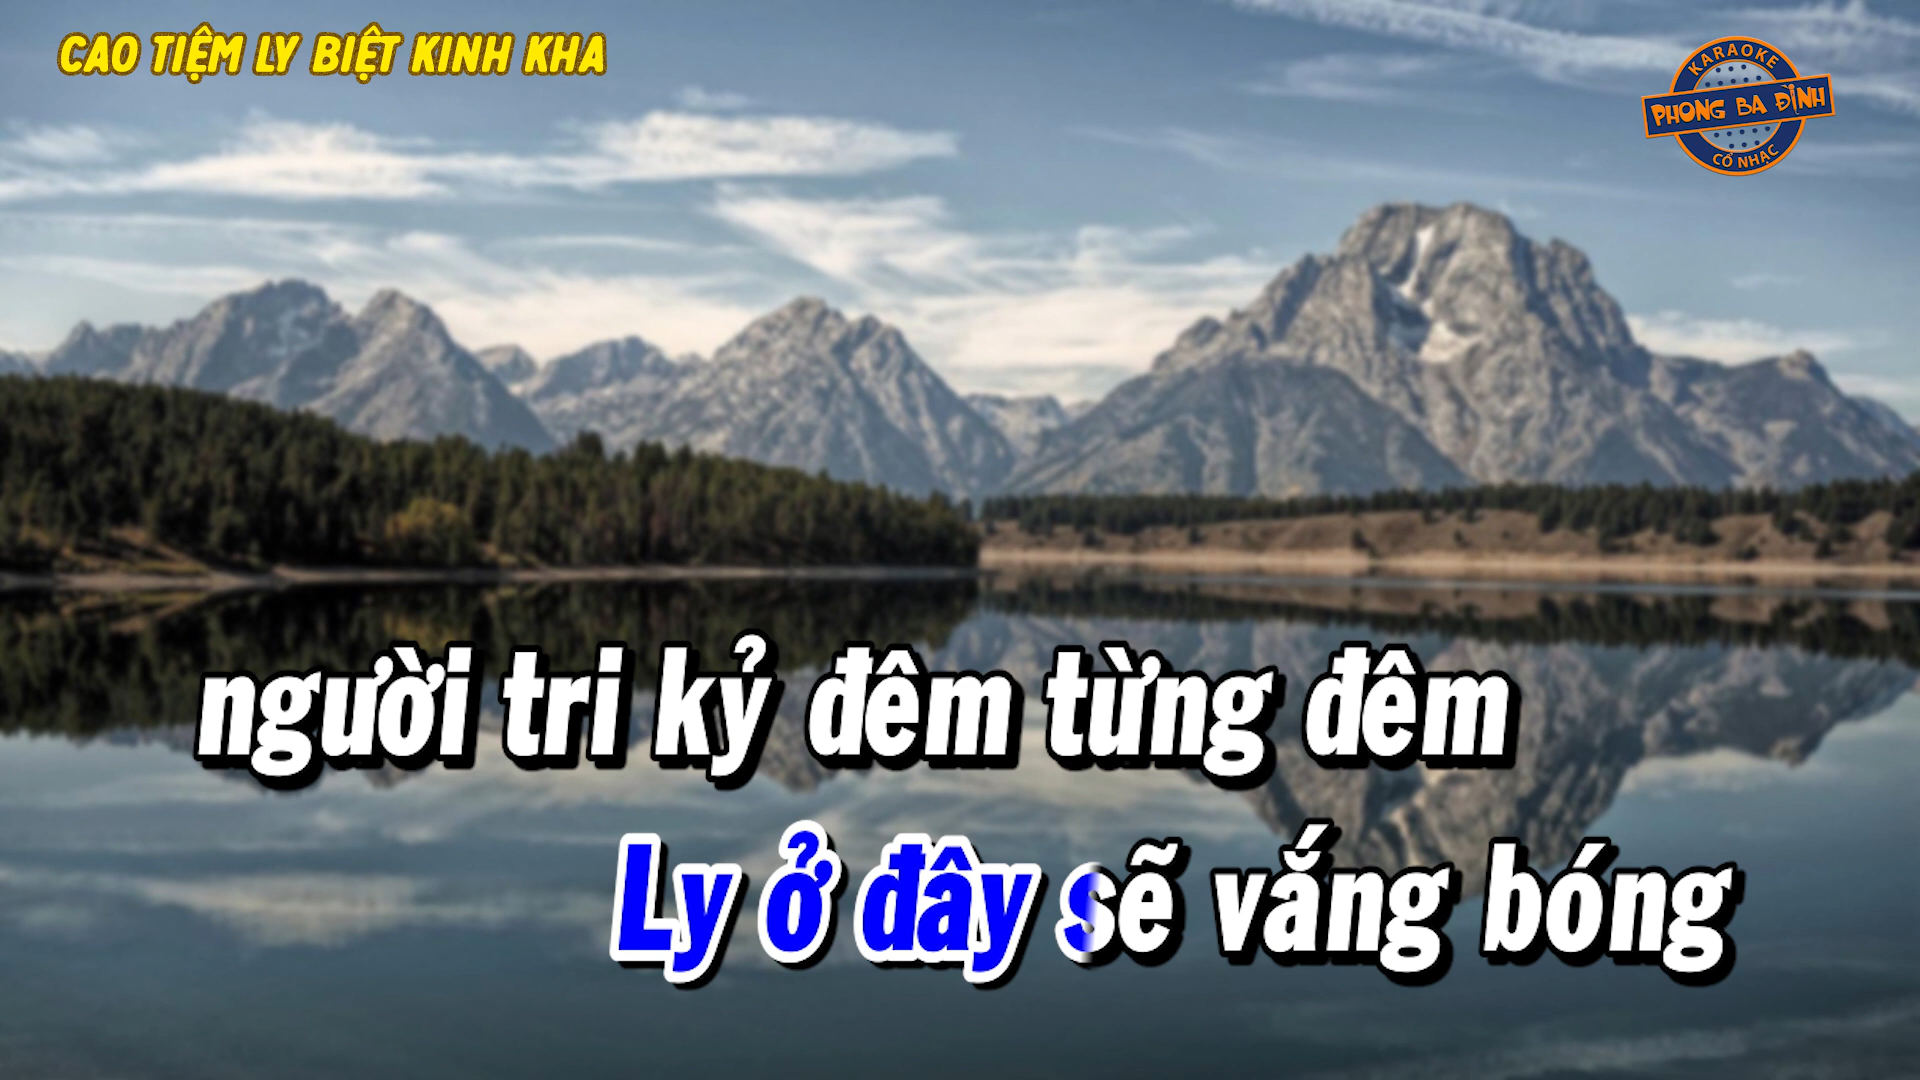 CAO TIỆM LY BIỆT KINH KHA
KARAOKE
PHONG BA ĐÌNH
CỔ NHẠC
người tri kỷ đêm từng đêm
Ly ở đây sẽ vắng bóng